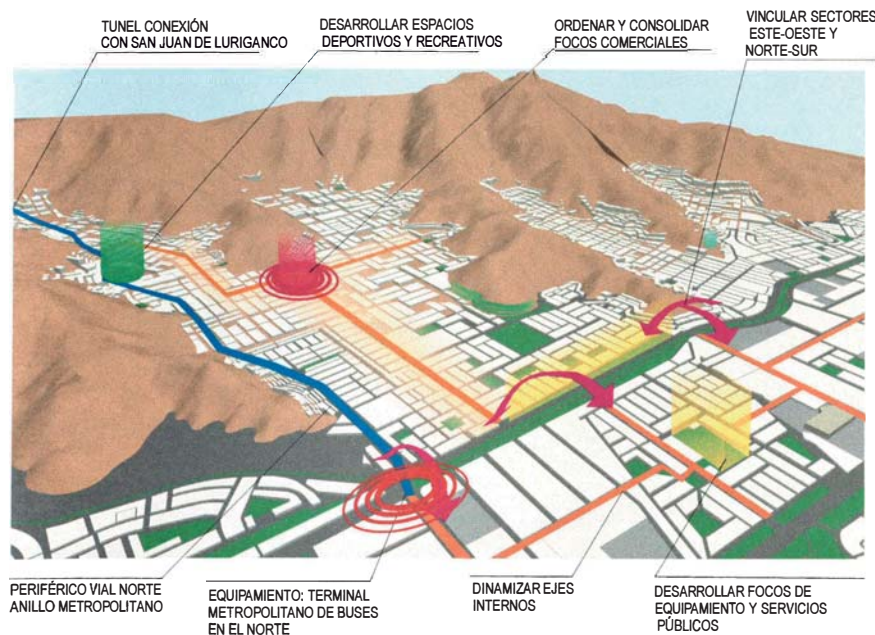 TUNEL CONEXIÓN
CON SAN JUAN DE LURIGANCO
DESARROLLAR ESPACIOS
DEPORTIVOS Y RECREATIVOS
ORDENAR Y CONSOLIDAR
FOCOS COMERCIALES
VINCULAR SECTORES
ESTE-OESTE Y
NORTE-SUR
PERIFÉRICO VIAL NORTE
ANILLO METROPOLITANO
EQUIPAMIENTO: TERMINAL
METROPOLITANO DE BUSES
EN EL NORTE
DINAMIZAR EJES
INTERNOS
DESARROLLAR FOCOS DE
EQUIPAMIENTO Y SERVICIOS
PÚBLICOS